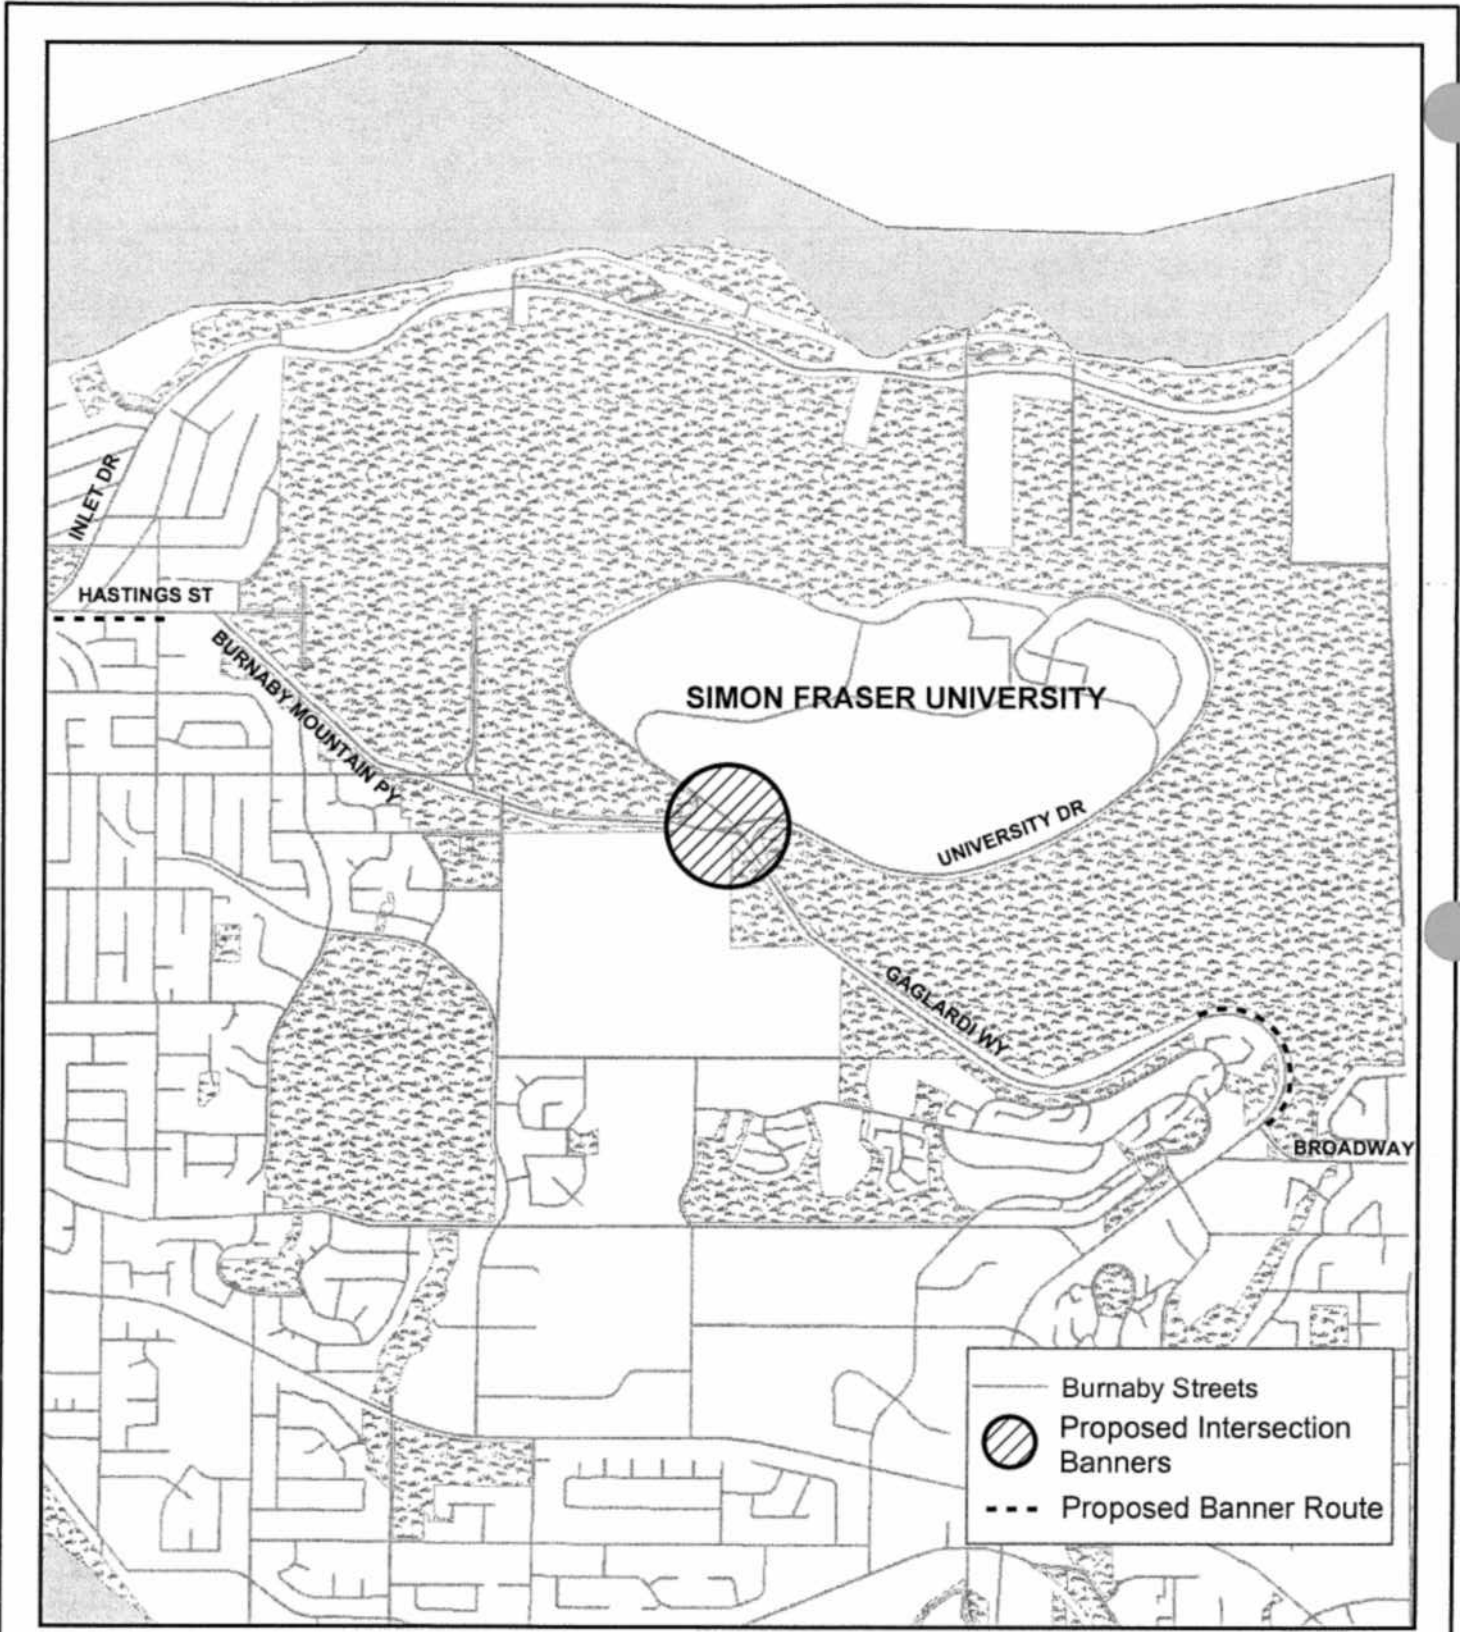 INLET DR
HASTINGS ST
BURNABY MOUNTAIN PY
SIMON FRASER UNIVERSITY
UNIVERSITY DR
GAGLARDI WY
BROADWAY
Burnaby Streets
Proposed Intersection
Banners
Proposed Banner Route